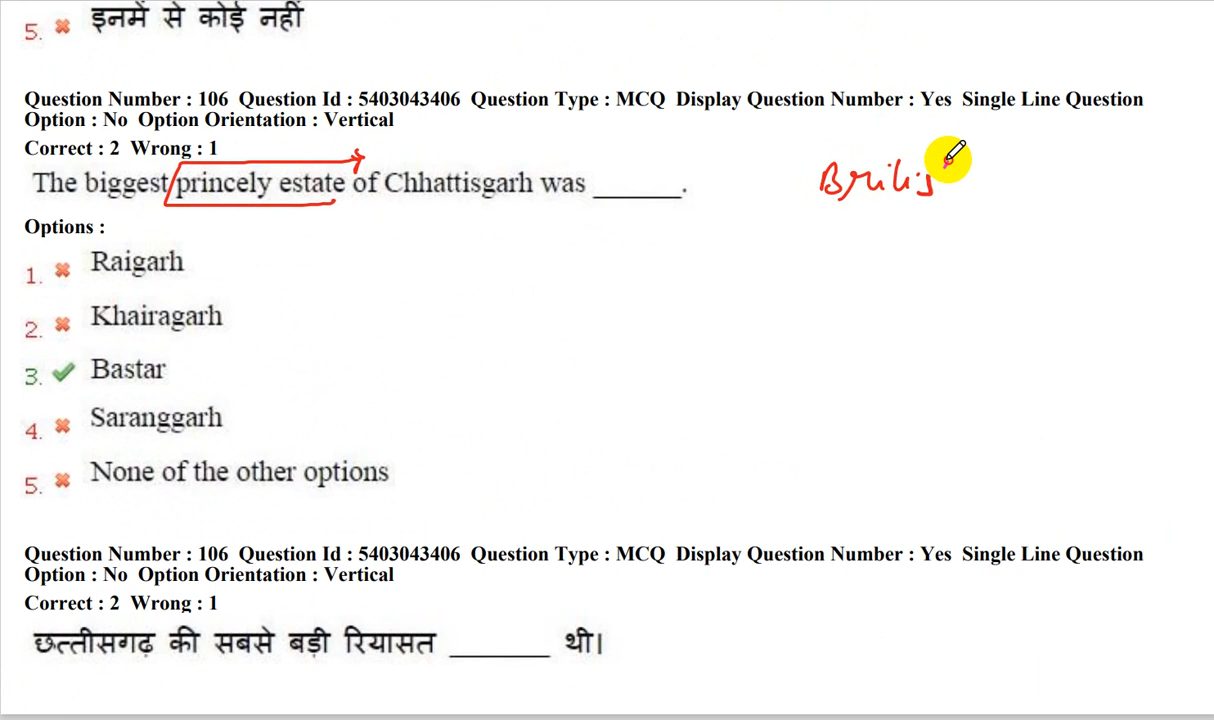 5. इनमें से कोई नहीं
Question Number : 106 Question Id : 5403043406 Question Type : MCQ Display Question Number : Yes Single Line Question
Option : No Option Orientation : Vertical
Correct : 2 Wrong : 1
The biggest princely estate of Chhattisgarh was ______.
Britis
Options :
1. Raigarh
2. Khairagarh
3. Bastar
4. Saranggarh
5. None of the other options
Question Number : 106 Question Id : 5403043406 Question Type : MCQ Display Question Number : Yes Single Line Question
Option : No Option Orientation : Vertical
Correct : 2 Wrong : 1
छत्तीसगढ़ की सबसे बड़ी रियासत _______ थी।